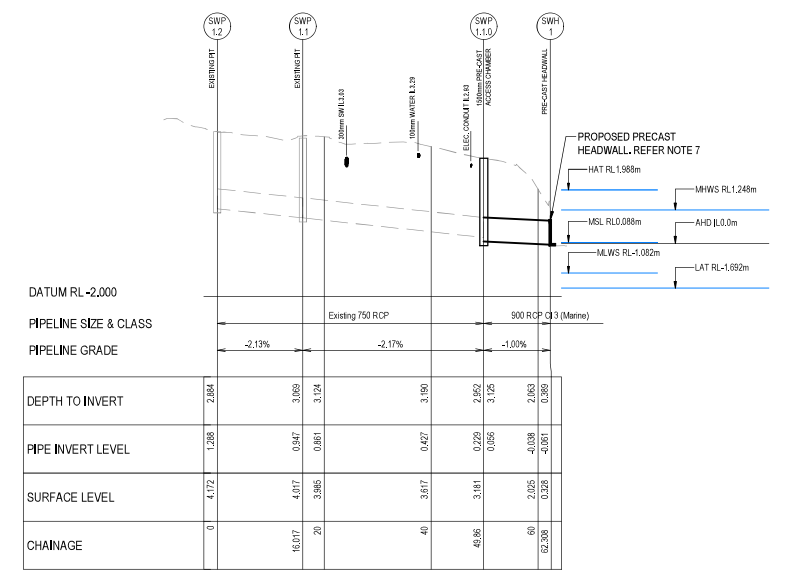 SWP
1.2
SWP
1.1
SWP
1.1.0
SWH
1
EXISTING PIT
EXISTING PIT
300mm SW IL3.03
100mm WATER IL3.29
ELEC. CONDUIT IL2.93
1500mm PRE-CAST
ACCESS CHAMBER
PRE-CAST HEADWALL
PROPOSED PRECAST
HEADWALL. REFER NOTE 7
HAT RL1.988m
MHWS RL1.248m
MSL RL0.088m
AHD |L0.0m
MLWS RL-1.082m
LAT RL-1.692m
DATUM RL -2.000
PIPELINE SIZE & CLASS
Existing 750 RCP
900 RCP Cl 3 (Marine)
PIPELINE GRADE
-2.13%
-2.17%
-1.00%
DEPTH TO INVERT
2.884
3.069
3.124
3.190
2.952
3.125
2.063
0.389
PIPE INVERT LEVEL
1.288
0.947
0.861
0.427
0.229
0.056
-0.038
-0.061
SURFACE LEVEL
4.172
4.017
3.985
3.617
3.181
2.025
0.328
CHAINAGE
0
16.017
20
40
49.86
60
62.308